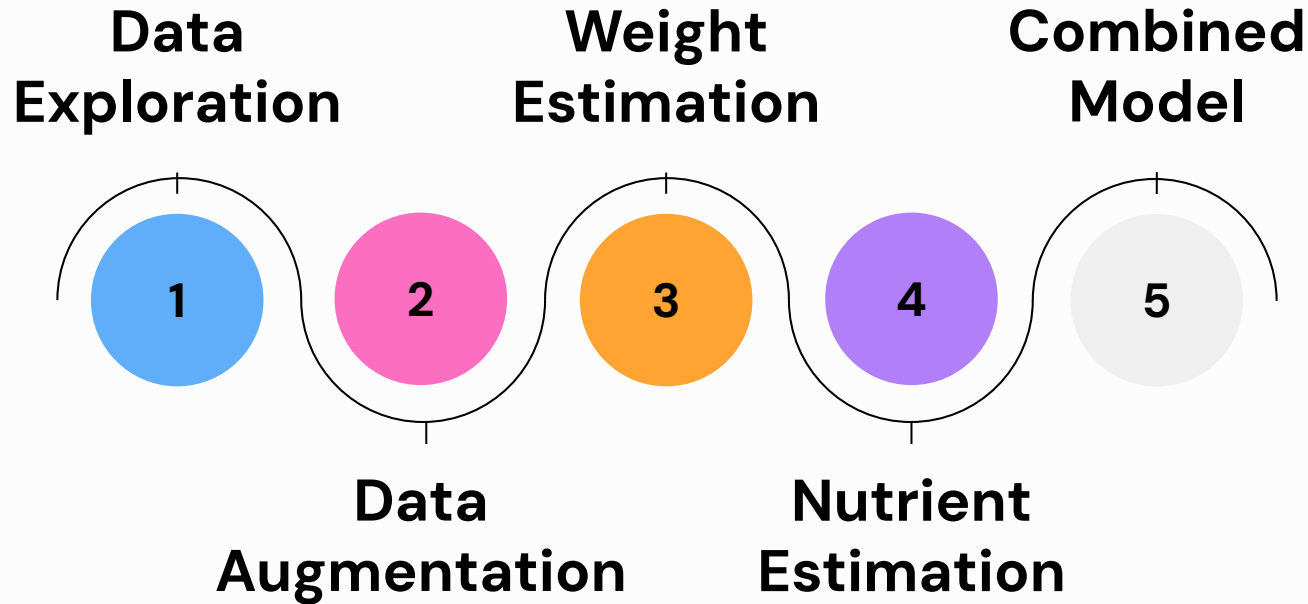 Data
Exploration
Weight
Estimation
Combined
Model
1
2
3
4
5
Data
Augmentation
Nutrient
Estimation